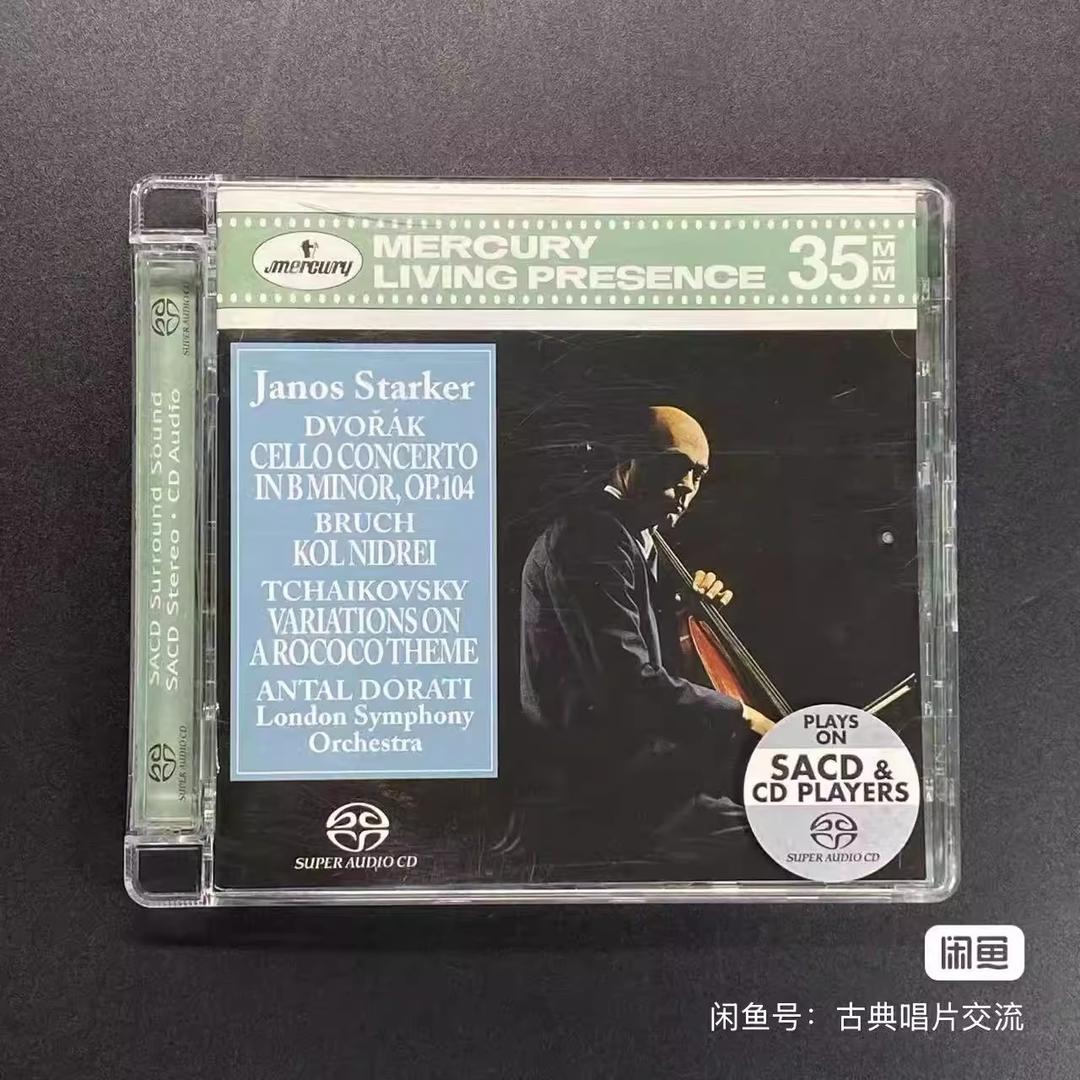 SUPER AUDIO CD
SACD Surround Sound
SACD Stereo • CD Audio
SUPER AUDIO CD
mercury
MERCURY
LIVING PRESENCE
35 MM
Janos Starker
DVOŘÁK
CELLO CONCERTO
IN B MINOR, OP.104
BRUCH
KOL NIDREI
TCHAIKOVSKY
VARIATIONS ON
A ROCOCO THEME
ANTAL DORATI
London Symphony
Orchestra
SUPER AUDIO CD
PLAYS
ON
SACD &
CD PLAYERS
SUPER AUDIO CD
闲鱼
闲鱼号：古典唱片交流